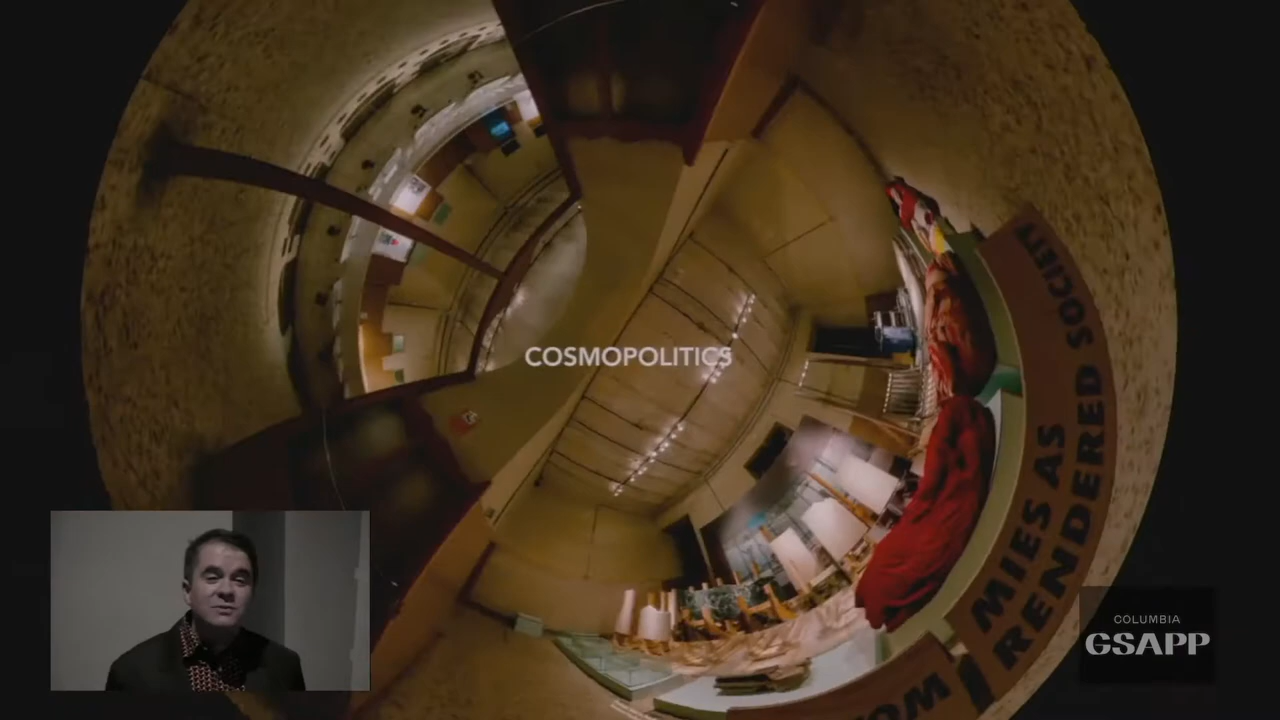 COSMOPOLITICS
MIES AS
RENDERED SOCIETY
COLUMBIA
GSAPP